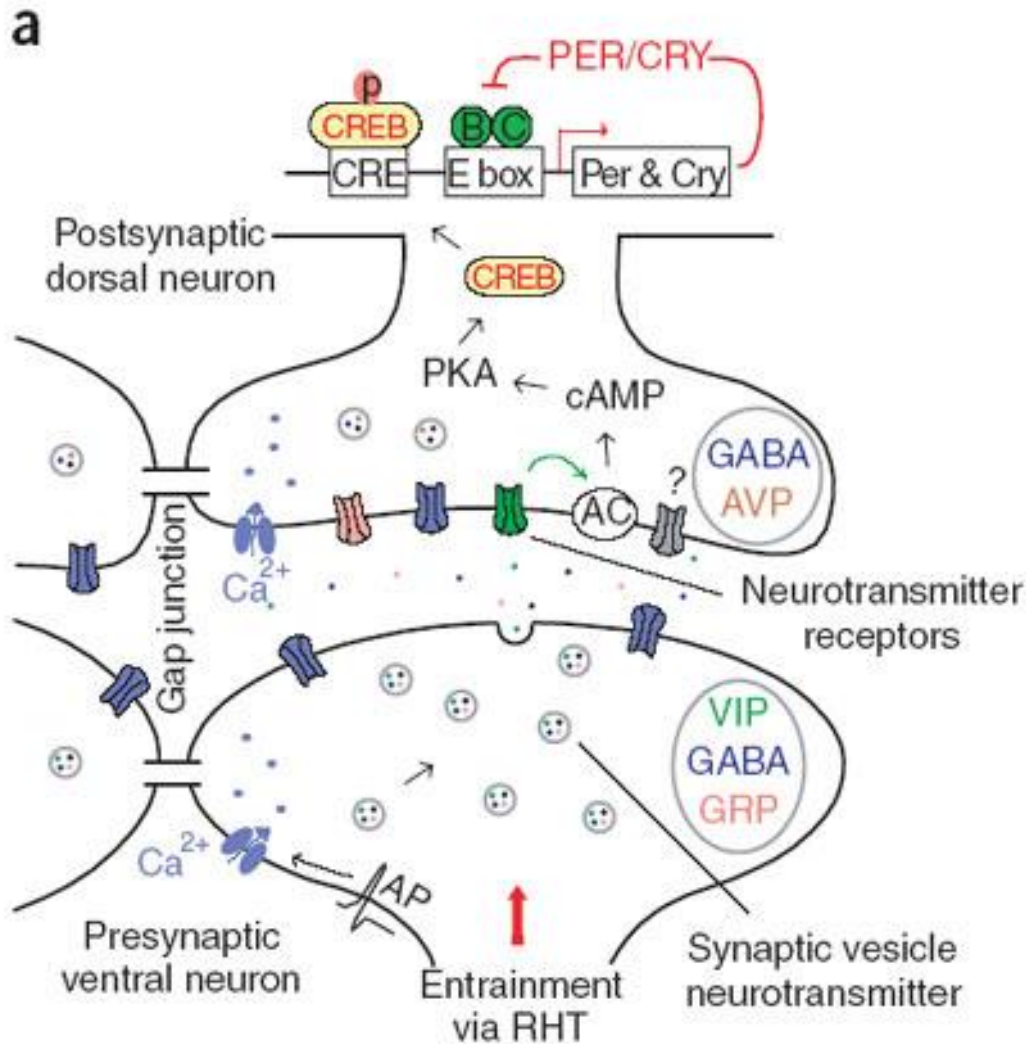 a
PER/CRY
p
CREB
B C
CRE
E box
Per & Cry
Postsynaptic
dorsal neuron
CREB
PKA
cAMP
GABA
AVP
?
AC
Ca2+
Gap junction
Neurotransmitter
receptors
VIP
GABA
GRP
Ca2+
AP
Presynaptic
ventral neuron
Entrainment
via RHT
Synaptic vesicle
neurotransmitter